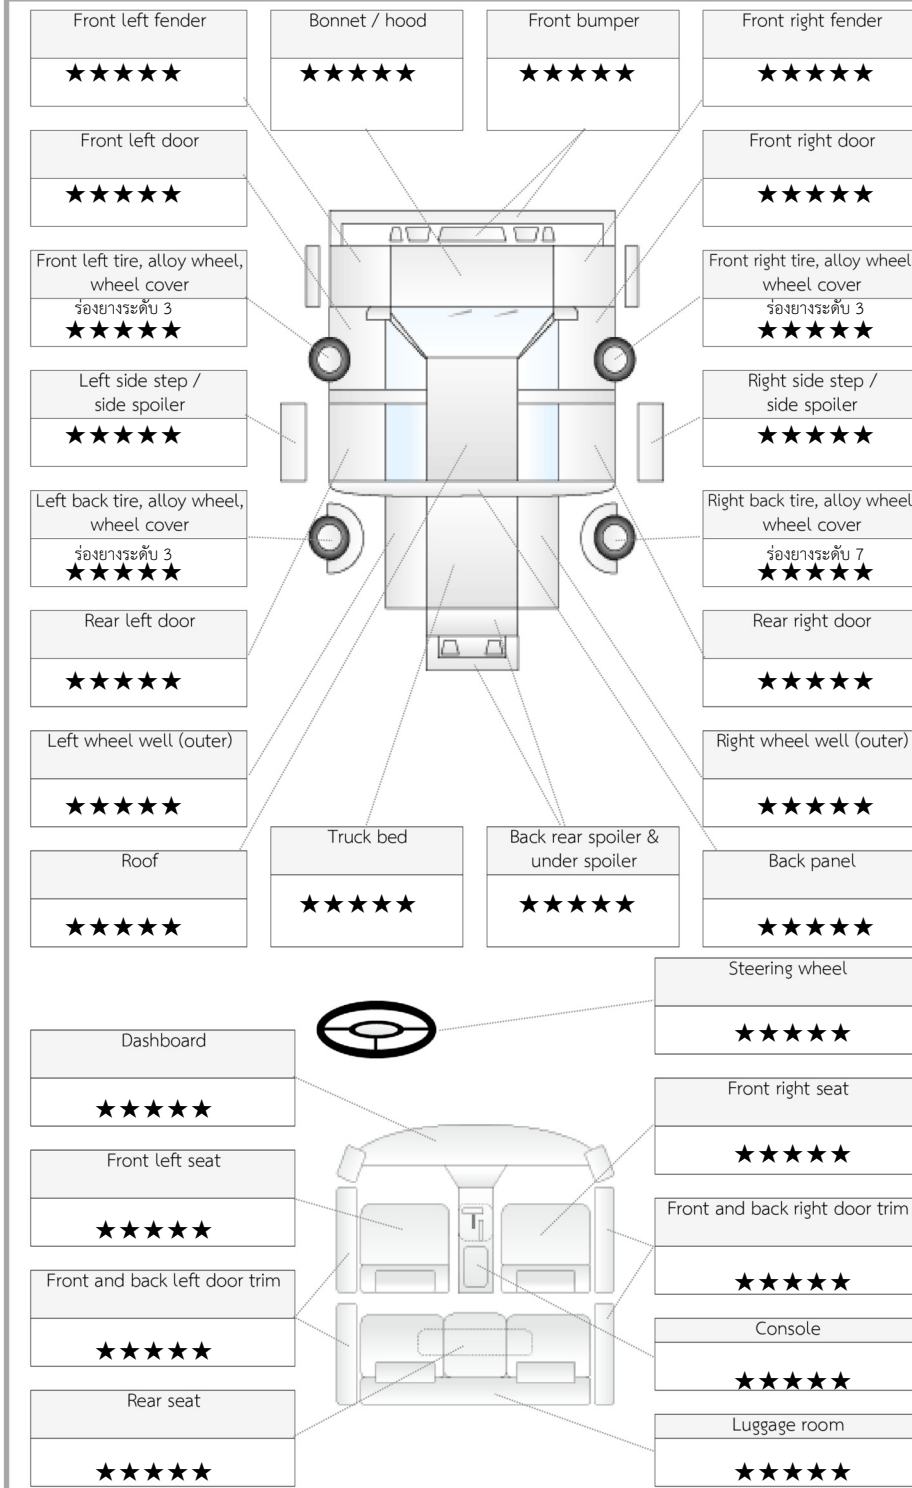 Front left fender
★★★★★
Bonnet / hood
★★★★★
Front bumper
★★★★★
Front right fender
★★★★★
Front left door
★★★★★
Front right door
★★★★★
Front left tire, alloy wheel,
wheel cover
ร่องยางระดับ 3
★★★★★
Front right tire, alloy wheel
wheel cover
ร่องยางระดับ 3
★★★★★
Left side step /
side spoiler
★★★★★
Right side step /
side spoiler
★★★★★
Left back tire, alloy wheel,
wheel cover
ร่องยางระดับ 3
★★★★★
Right back tire, alloy wheel
wheel cover
ร่องยางระดับ 7
★★★★★
Rear left door
★★★★★
Rear right door
★★★★★
Left wheel well (outer)
★★★★★
Right wheel well (outer)
★★★★★
Roof
★★★★★
Truck bed
★★★★★
Back rear spoiler &
under spoiler
★★★★★
Back panel
★★★★★
Steering wheel
★★★★★
Dashboard
★★★★★
Front right seat
★★★★★
Front left seat
★★★★★
Front and back right door trim
★★★★★
Front and back left door trim
★★★★★
Console
★★★★★
Rear seat
★★★★★
Luggage room
★★★★★